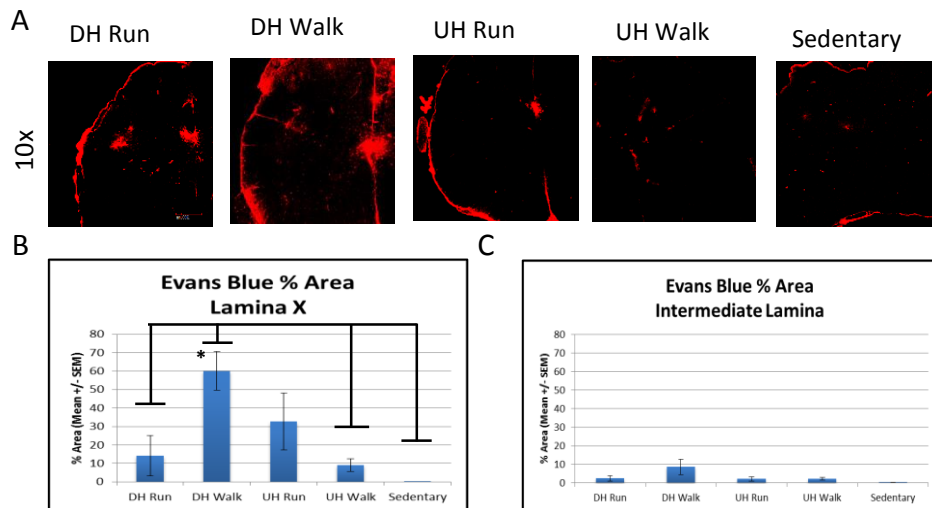 A
DH Run
DH Walk
UH Run
UH Walk
Sedentary
10x
B
Evans Blue % Area
Lamina X
% Area (Mean +/- SEM)
80
70
60
50
40
30
20
10
0
*
DH Run
DH Walk
UH Run
UH Walk
Sedentary
C
Evans Blue % Area
Intermediate Lamina
% Area (Mean +/- SEM)
80
70
60
50
40
30
20
10
0
DH Run
DH Walk
UH Run
UH Walk
Sedentary